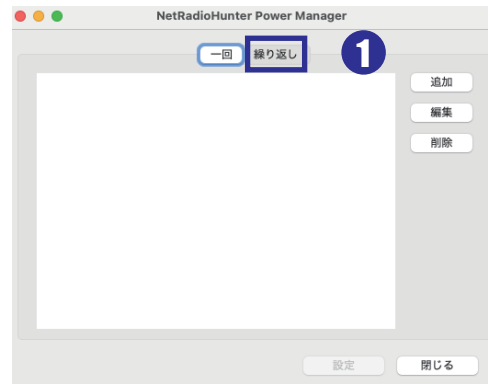 NetRadioHunter Power Manager
一回 繰り返し 1
追加
編集
削除
設定 閉じる